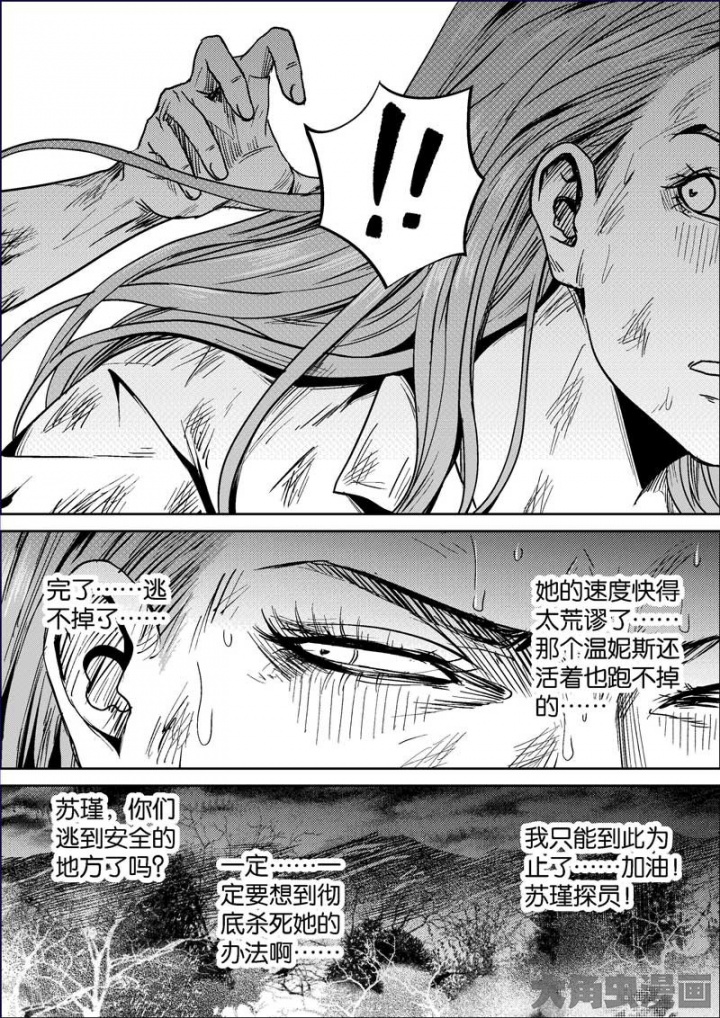 !!
完了……逃
不掉了……
她的速度快得
太荒谬了……
那个温妮斯还
活着也跑不掉
的……
苏瑾，你们
逃到安全的
地方了吗？
一定……一
定要想到彻
底杀死她的
办法啊……
我只能到此为
止了——加油！
苏瑾探员！
大角虫漫画